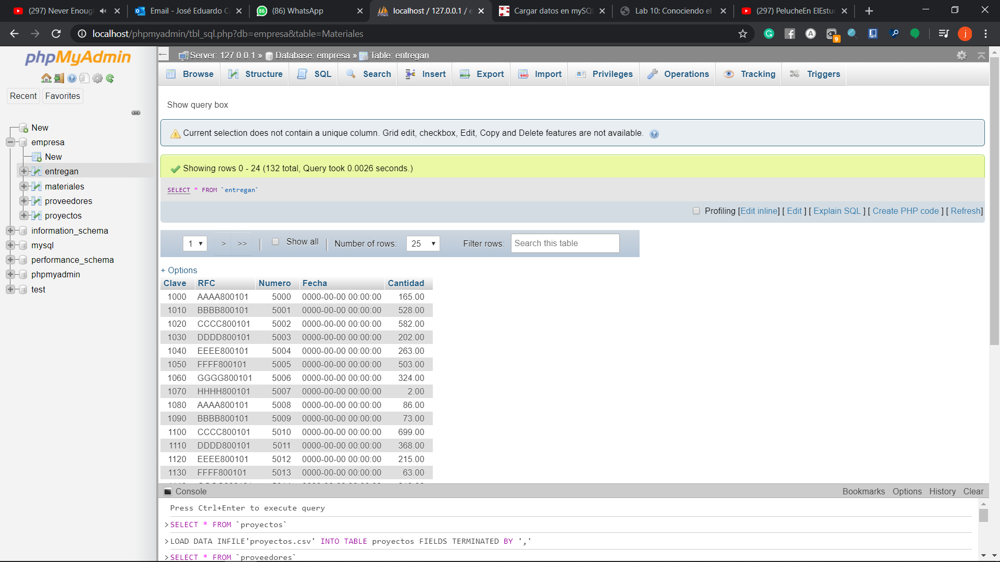 (297) Never Enough
Email - José Eduardo C
(86) WhatsApp
localhost / 127.0.0.1 / e
Cargar datos en mySQL
Lab 10: Conociendo el
(297) PelucheEn ElEstu
localhost/phpmyadmin/tbl_sql.php?db=empresa&table=Materiales
9
j
phpMyAdmin
Recent
Favorites
New
empresa
New
entregan
materiales
proveedores
proyectos
information_schema
mysql
performance_schema
phpmyadmin
test
Server: 127.0.0.1 » Database: empresa » Table: entregan
Browse Structure SQL Search Insert Export Import Privileges Operations Tracking Triggers
Show query box
Current selection does not contain a unique column. Grid edit, checkbox, Edit, Copy and Delete features are not available.
Showing rows 0 - 24 (132 total, Query took 0.0026 seconds.)
SELECT * FROM `entregan`
Profiling [Edit inline] [ Edit ] [ Explain SQL ] [ Create PHP code ] [ Refresh]
1 > >> | Show all | Number of rows: 25 Filter rows: Search this table
+ Options
Clave RFC Numero Fecha Cantidad
1000 AAAA800101 5000 0000-00-00 00:00:00 165.00
1010 BBBB800101 5001 0000-00-00 00:00:00 528.00
1020 CCCC800101 5002 0000-00-00 00:00:00 582.00
1030 DDDD800101 5003 0000-00-00 00:00:00 202.00
1040 EEEE800101 5004 0000-00-00 00:00:00 263.00
1050 FFFF800101 5005 0000-00-00 00:00:00 503.00
1060 GGGG800101 5006 0000-00-00 00:00:00 324.00
1070 HHHH800101 5007 0000-00-00 00:00:00 2.00
1080 AAAA800101 5008 0000-00-00 00:00:00 86.00
1090 BBBB800101 5009 0000-00-00 00:00:00 73.00
1100 CCCC800101 5010 0000-00-00 00:00:00 699.00
1110 DDDD800101 5011 0000-00-00 00:00:00 368.00
1120 EEEE800101 5012 0000-00-00 00:00:00 215.00
1130 FFFF800101 5013 0000-00-00 00:00:00 63.00
Console
Bookmarks Options History Clear
Press Ctrl+Enter to execute query
>SELECT * FROM `proyectos`
>LOAD DATA INFILE'proyectos.csv' INTO TABLE proyectos FIELDS TERMINATED BY ','
>SELECT * FROM `proveedores`